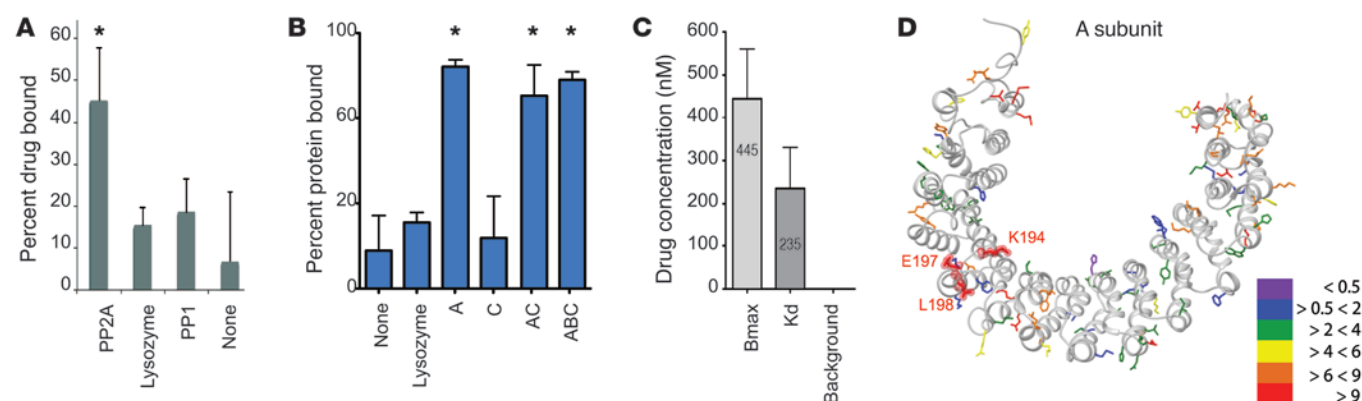 A
Percent drug bound
60
50
40
30
20
10
0
*
PP2A
Lysozyme
PP1
None
B
Percent protein bound
100
60
20
0
*
*
*
None
Lysozyme
A
C
AC
ABC
C
Drug concentration (nM)
600
500
400
300
200
100
0
445
235
Bmax
Kd
Background
D
A subunit
K194
E197
L198
< 0.5
> 0.5 < 2
> 2 < 4
> 4 < 6
> 6 < 9
> 9